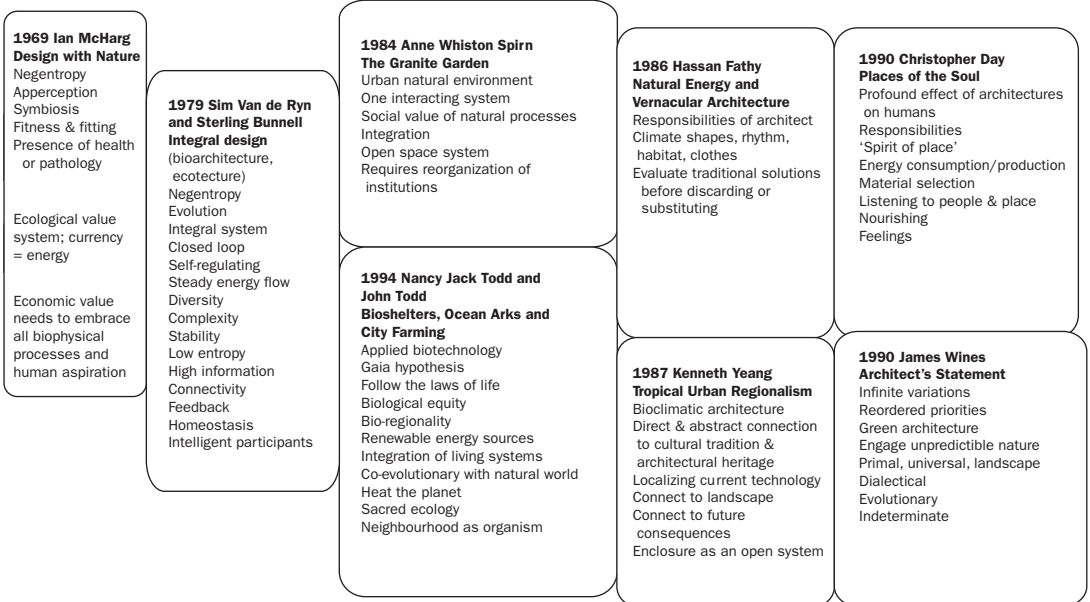 1969 Ian McHarg
Design with Nature
Negentropy
Apperception
Symbiosis
Fitness & fitting
Presence of health
or pathology
Ecological value
system; currency
= energy
Economic value
needs to embrace
all biophysical
processes and
human aspiration
1979 Sim Van de Ryn
and Sterling Bunnell
Integral design
(bioarchitecture,
ecotecture)
Negentropy
Evolution
Integral system
Closed loop
Self-regulating
Steady energy flow
Diversity
Complexity
Stability
Low entropy
High information
Connectivity
Feedback
Homeostasis
Intelligent participants
1984 Anne Whiston Spirn
The Granite Garden
Urban natural environment
One interacting system
Social value of natural processes
Integration
Open space system
Requires reorganization of
institutions
1994 Nancy Jack Todd and
John Todd
Bioshelters, Ocean Arks and
City Farming
Applied biotechnology
Gaia hypothesis
Follow the laws of life
Biological equity
Bio-regionality
Renewable energy sources
Integration of living systems
Co-evolutionary with natural world
Heat the planet
Sacred ecology
Neighbourhood as organism
1986 Hassan Fathy
Natural Energy and
Vernacular Architecture
Responsibilities of architect
Climate shapes, rhythm,
habitat, clothes
Evaluate traditional solutions
before discarding or
substituting
1987 Kenneth Yeang
Tropical Urban Regionalism
Bioclimatic architecture
Direct & abstract connection
to cultural tradition &
architectural heritage
Localizing current technology
Connect to landscape
Connect to future
consequences
Enclosure as an open system
1990 Christopher Day
Places of the Soul
Profound effect of architectures
on humans
Responsibilities
‘Spirit of place’
Energy consumption/production
Material selection
Listening to people & place
Nourishing
Feelings
1990 James Wines
Architect’s Statement
Infinite variations
Reordered priorities
Green architecture
Engage unpredictible nature
Primal, universal, landscape
Dialectical
Evolutionary
Indeterminate